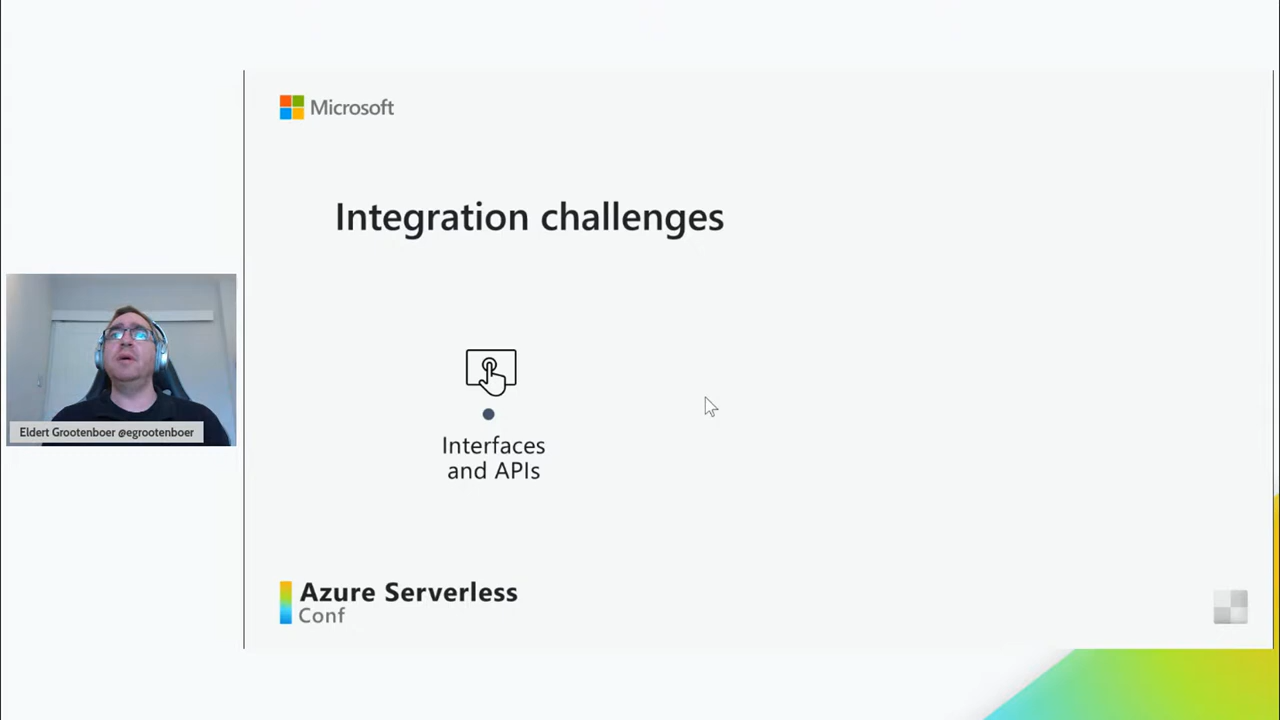 Microsoft
Integration challenges
Eldert Grootenboer @egrootenboer
Interfaces
and APIs
Azure Serverless
Conf